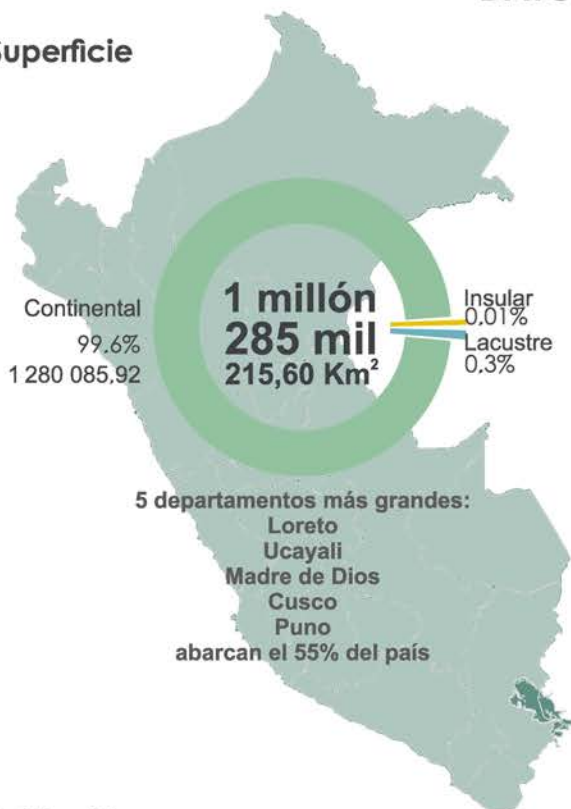 Superficie
1 millón
285 mil
215,60 Km²
Continental
99.6%
1 280 085,92
Insular
0.01%
Lacustre
0.3%
5 departamentos más grandes:
Loreto
Ucayali
Madre de Dios
Cusco
Puno
abarcan el 55% del país